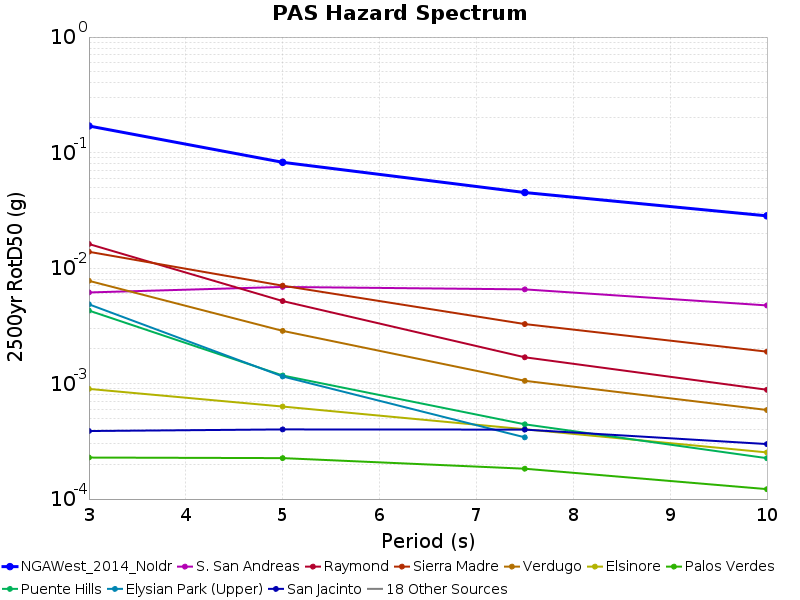 PAS Hazard Spectrum
10^0
10^-1
10^-2
10^-3
10^-4
2500yr RotD50 (g)
3 4 5 6 7 8 9 10
Period (s)
NGAWest_2014_NoIdr S. San Andreas Raymond Sierra Madre Verdugo Elsinore Palos Verdes
Puente Hills Elysian Park (Upper) San Jacinto 18 Other Sources